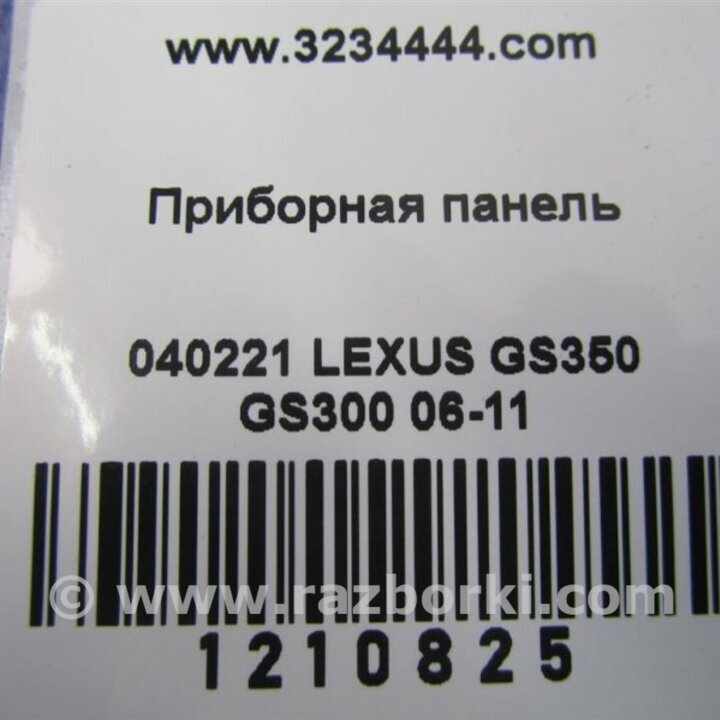 www.3234444.com
Приборная панель
040221 LEXUS GS350
GS300 06-11
© www.razborki.com
1210825